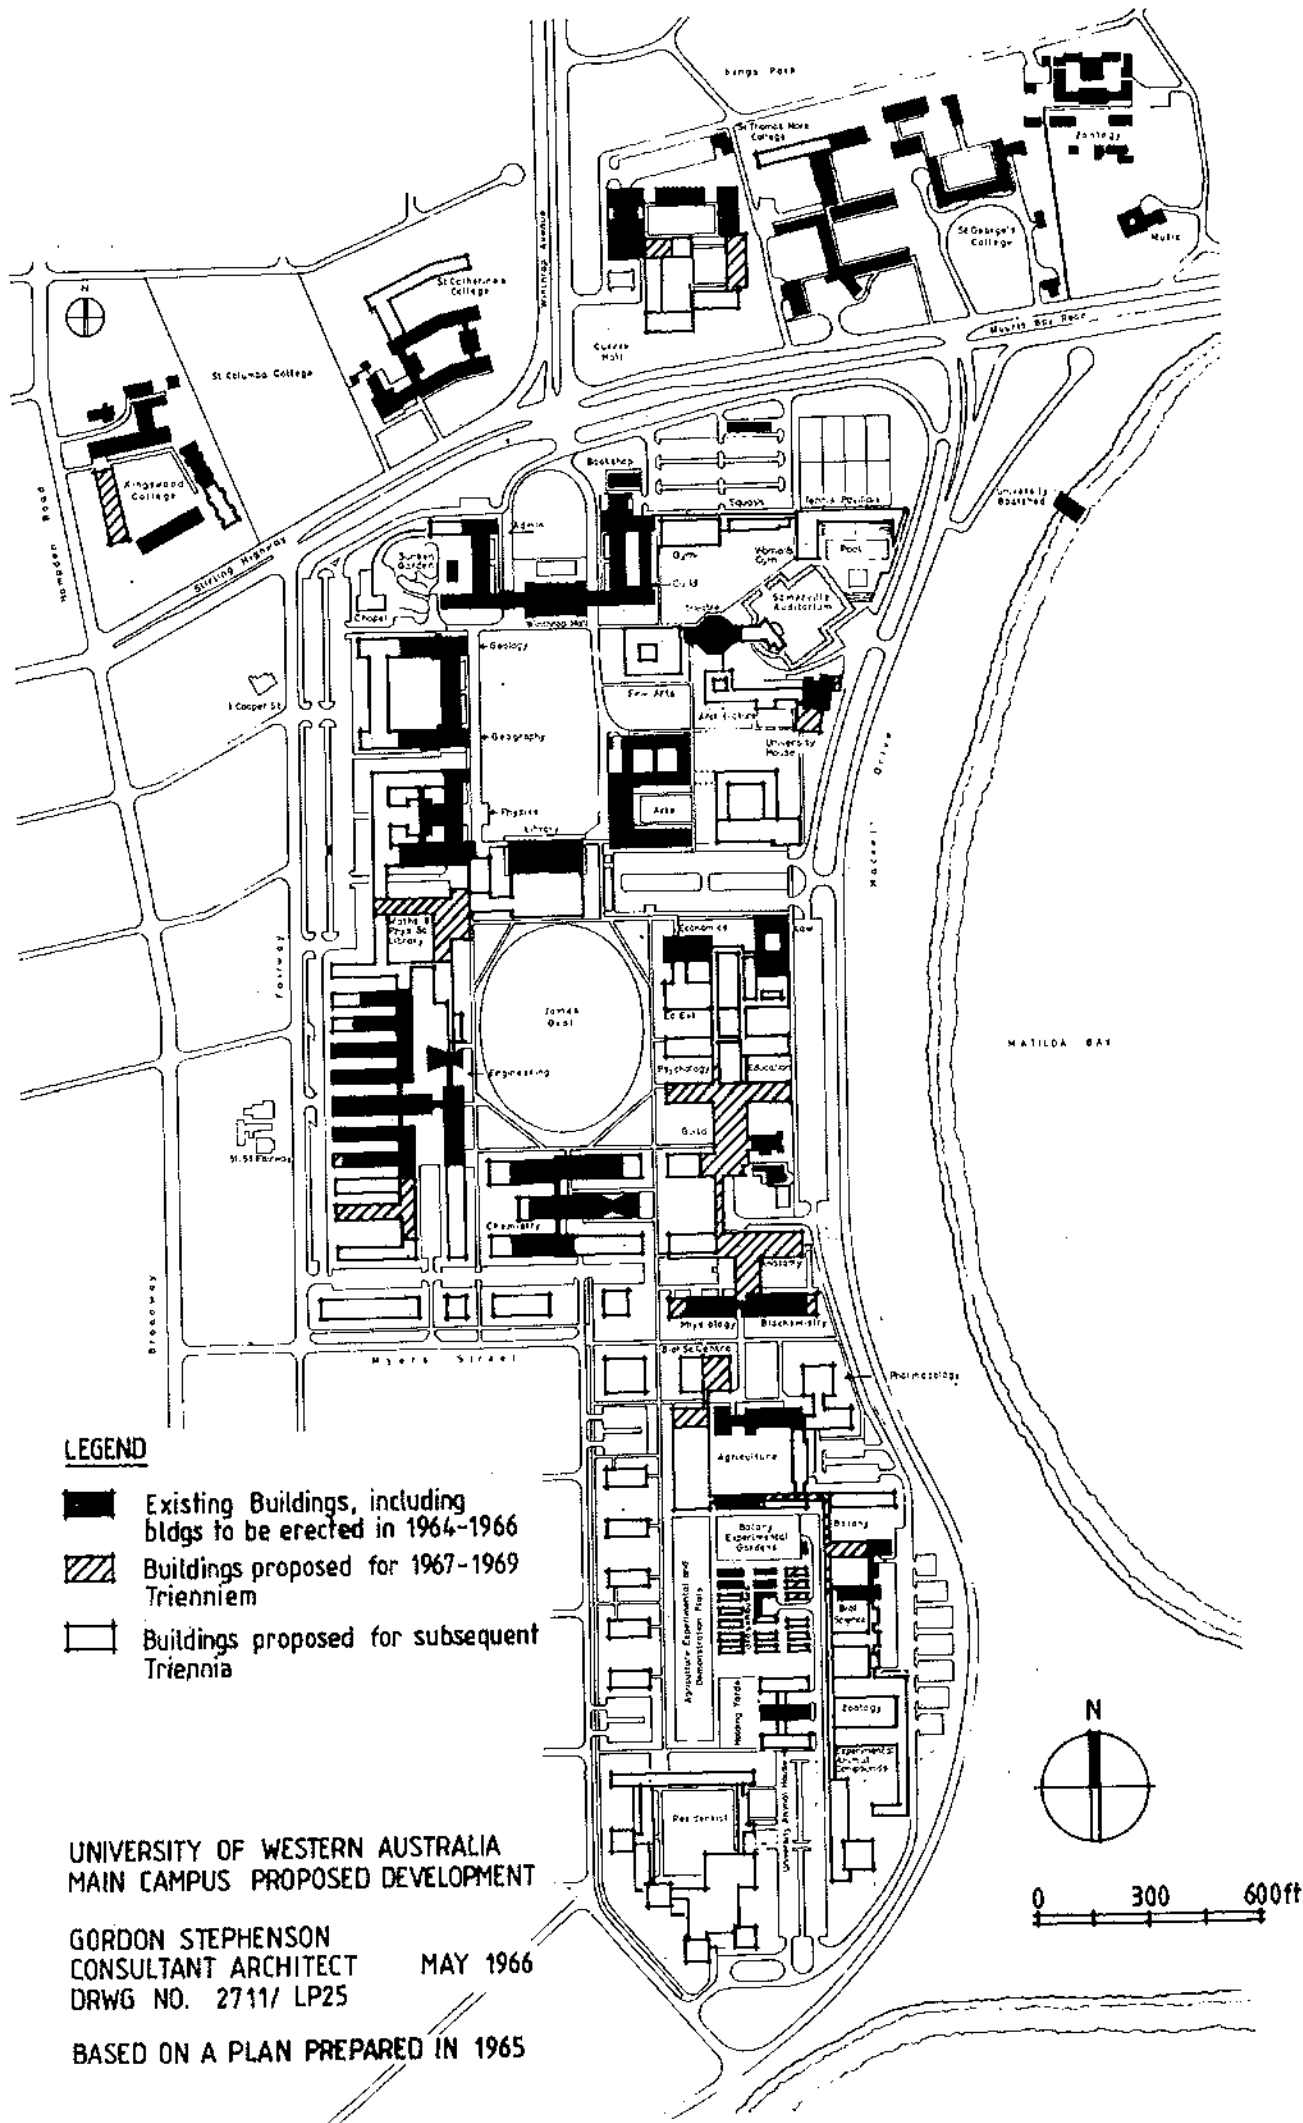 Kings Park
St Thomas More
College
Zoology
Music
St George's
College
Winthrop Avenue
N
St Catherine's
College
St Columba College
Currie
Hall
Mounts Bay Road
Kingswood
College
Bookshop
Squash
Tennis Pavilion
University
Boatshed
Hampden Road
Stirling Highway
Admin
Sunken
Garden
Gym
Womens
Gym
Pool
Guild
Chapel
Winthrop Hall
Theatre
Somerville
Auditorium
Geology
Fine Arts
1 Cooper St
Architecture
Geography
University
House
Physics
Arts
Library
Hackett Drive
Maths &
Phys Sc
Library
Economics
Law
Fairway
James
Oval
Ec Ext
MATILDA BAY
Psychology
Education
Engineering
Guild
51, 53 Fairway
Chemistry
Anatomy
Physiology
Biochemistry
Broadway
Myers Street
Biol Sc Centre
Pharmacology
Agriculture
Botany
Experimental
Gardens
Botany
Agriculture Experimental and
Demonstration Plots
Glasshouses
Biol
Science
Holding Yards
Zoology
Experimental
Animal
Compounds
University Animal House
Residential
LEGEND
Existing Buildings, including
bldgs to be erected in 1964-1966
Buildings proposed for 1967-1969
Trienniem
Buildings proposed for subsequent
Triennia
N
0 300 600ft
UNIVERSITY OF WESTERN AUSTRALIA
MAIN CAMPUS PROPOSED DEVELOPMENT
GORDON STEPHENSON
CONSULTANT ARCHITECT MAY 1966
DRWG NO. 2711/ LP25
BASED ON A PLAN PREPARED IN 1965